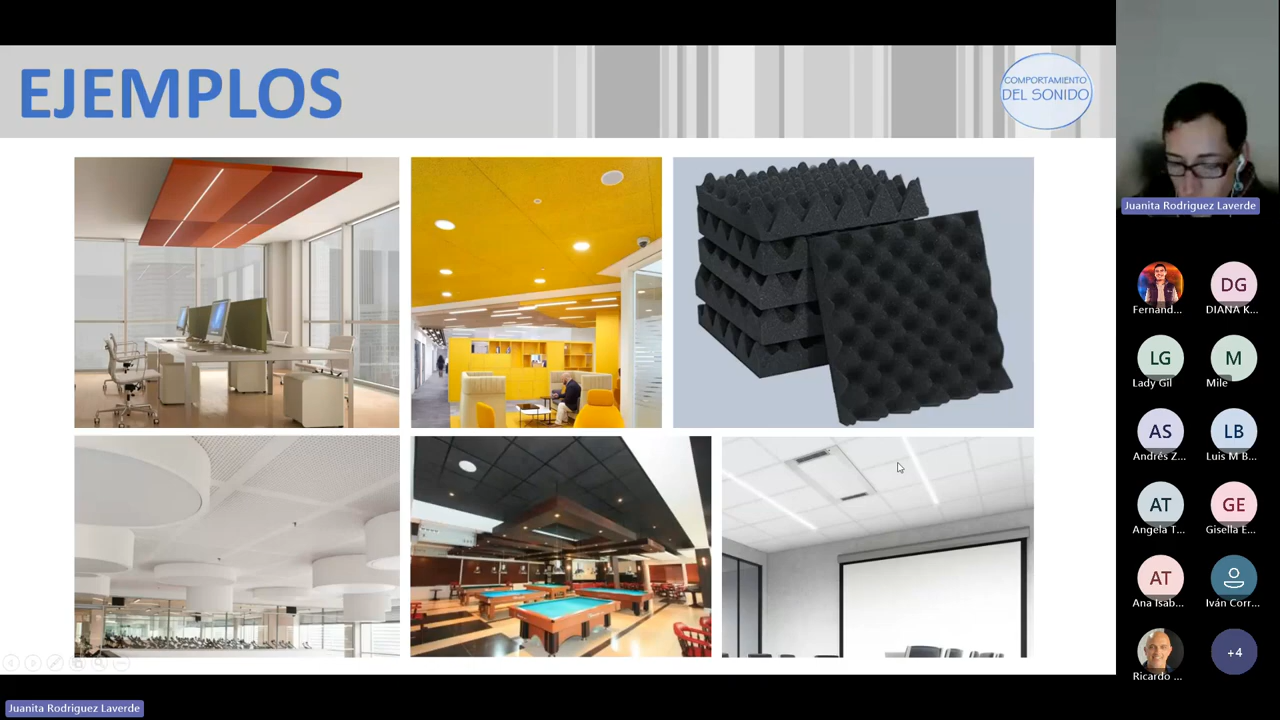 EJEMPLOS
COMPORTAMIENTO
DEL SONIDO
Juanita Rodriguez Laverde
Fernand...
DG
DIANA K...
LG
Lady Gil
M
Mile
AS
Andrés Z...
LB
Luis M B...
AT
Angela T...
GE
Gisella E...
AT
Ana Isab...
Iván Corr...
Ricardo ...
+4
Juanita Rodriguez Laverde